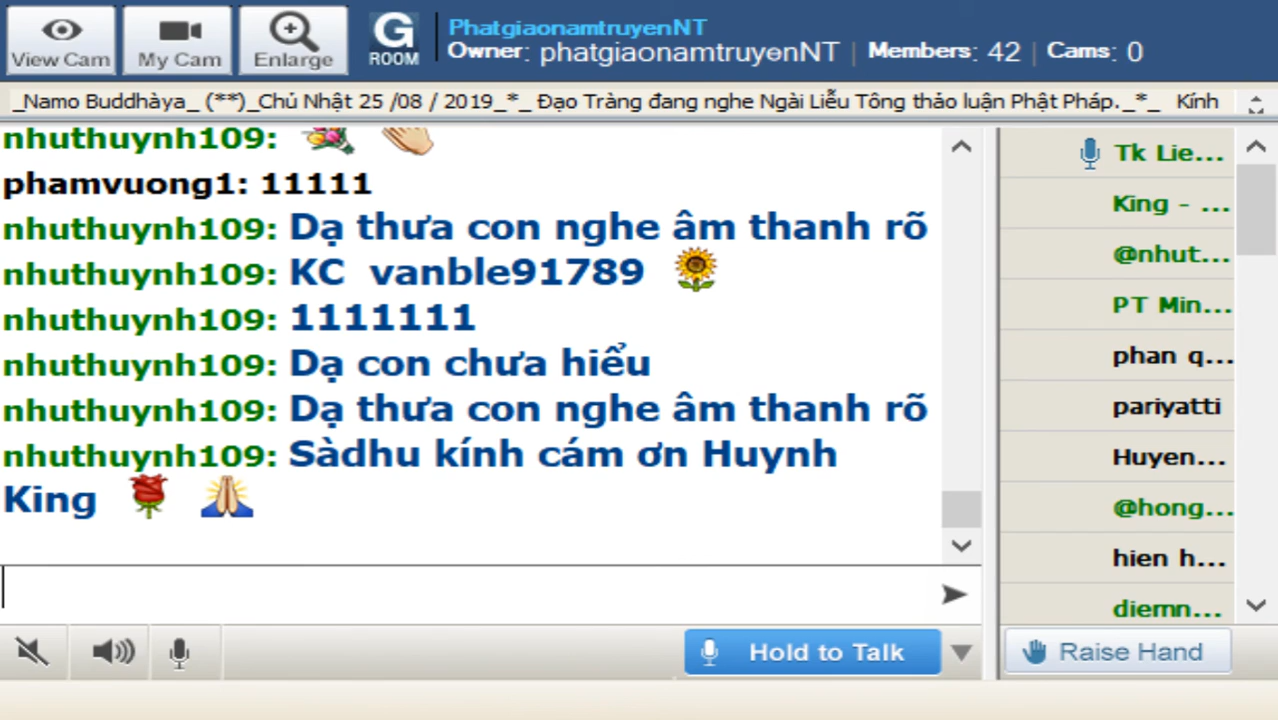 View Cam
My Cam
Enlarge
G
ROOM
PhatgiaonamtruyenNT
Owner: phatgiaonamtruyenNT | Members: 42 | Cams: 0
_Namo Buddhàya_ (**)_Chủ Nhật 25 /08 / 2019_*_ Đạo Tràng đang nghe Ngài Liễu Tông thảo luận Phật Pháp._*_ Kính
nhuthuynh109:
phamvuong1: 11111
nhuthuynh109: Dạ thưa con nghe âm thanh rõ
nhuthuynh109: KC vanble91789
nhuthuynh109: 1111111
nhuthuynh109: Dạ con chưa hiểu
nhuthuynh109: Dạ thưa con nghe âm thanh rõ
nhuthuynh109: Sàdhu kính cám ơn Huynh
King
Tk Lie...
King - ...
@nhut...
PT Min...
phan q...
pariyatti
Huyen...
@hong...
hien h...
diemn...
Hold to Talk
Raise Hand